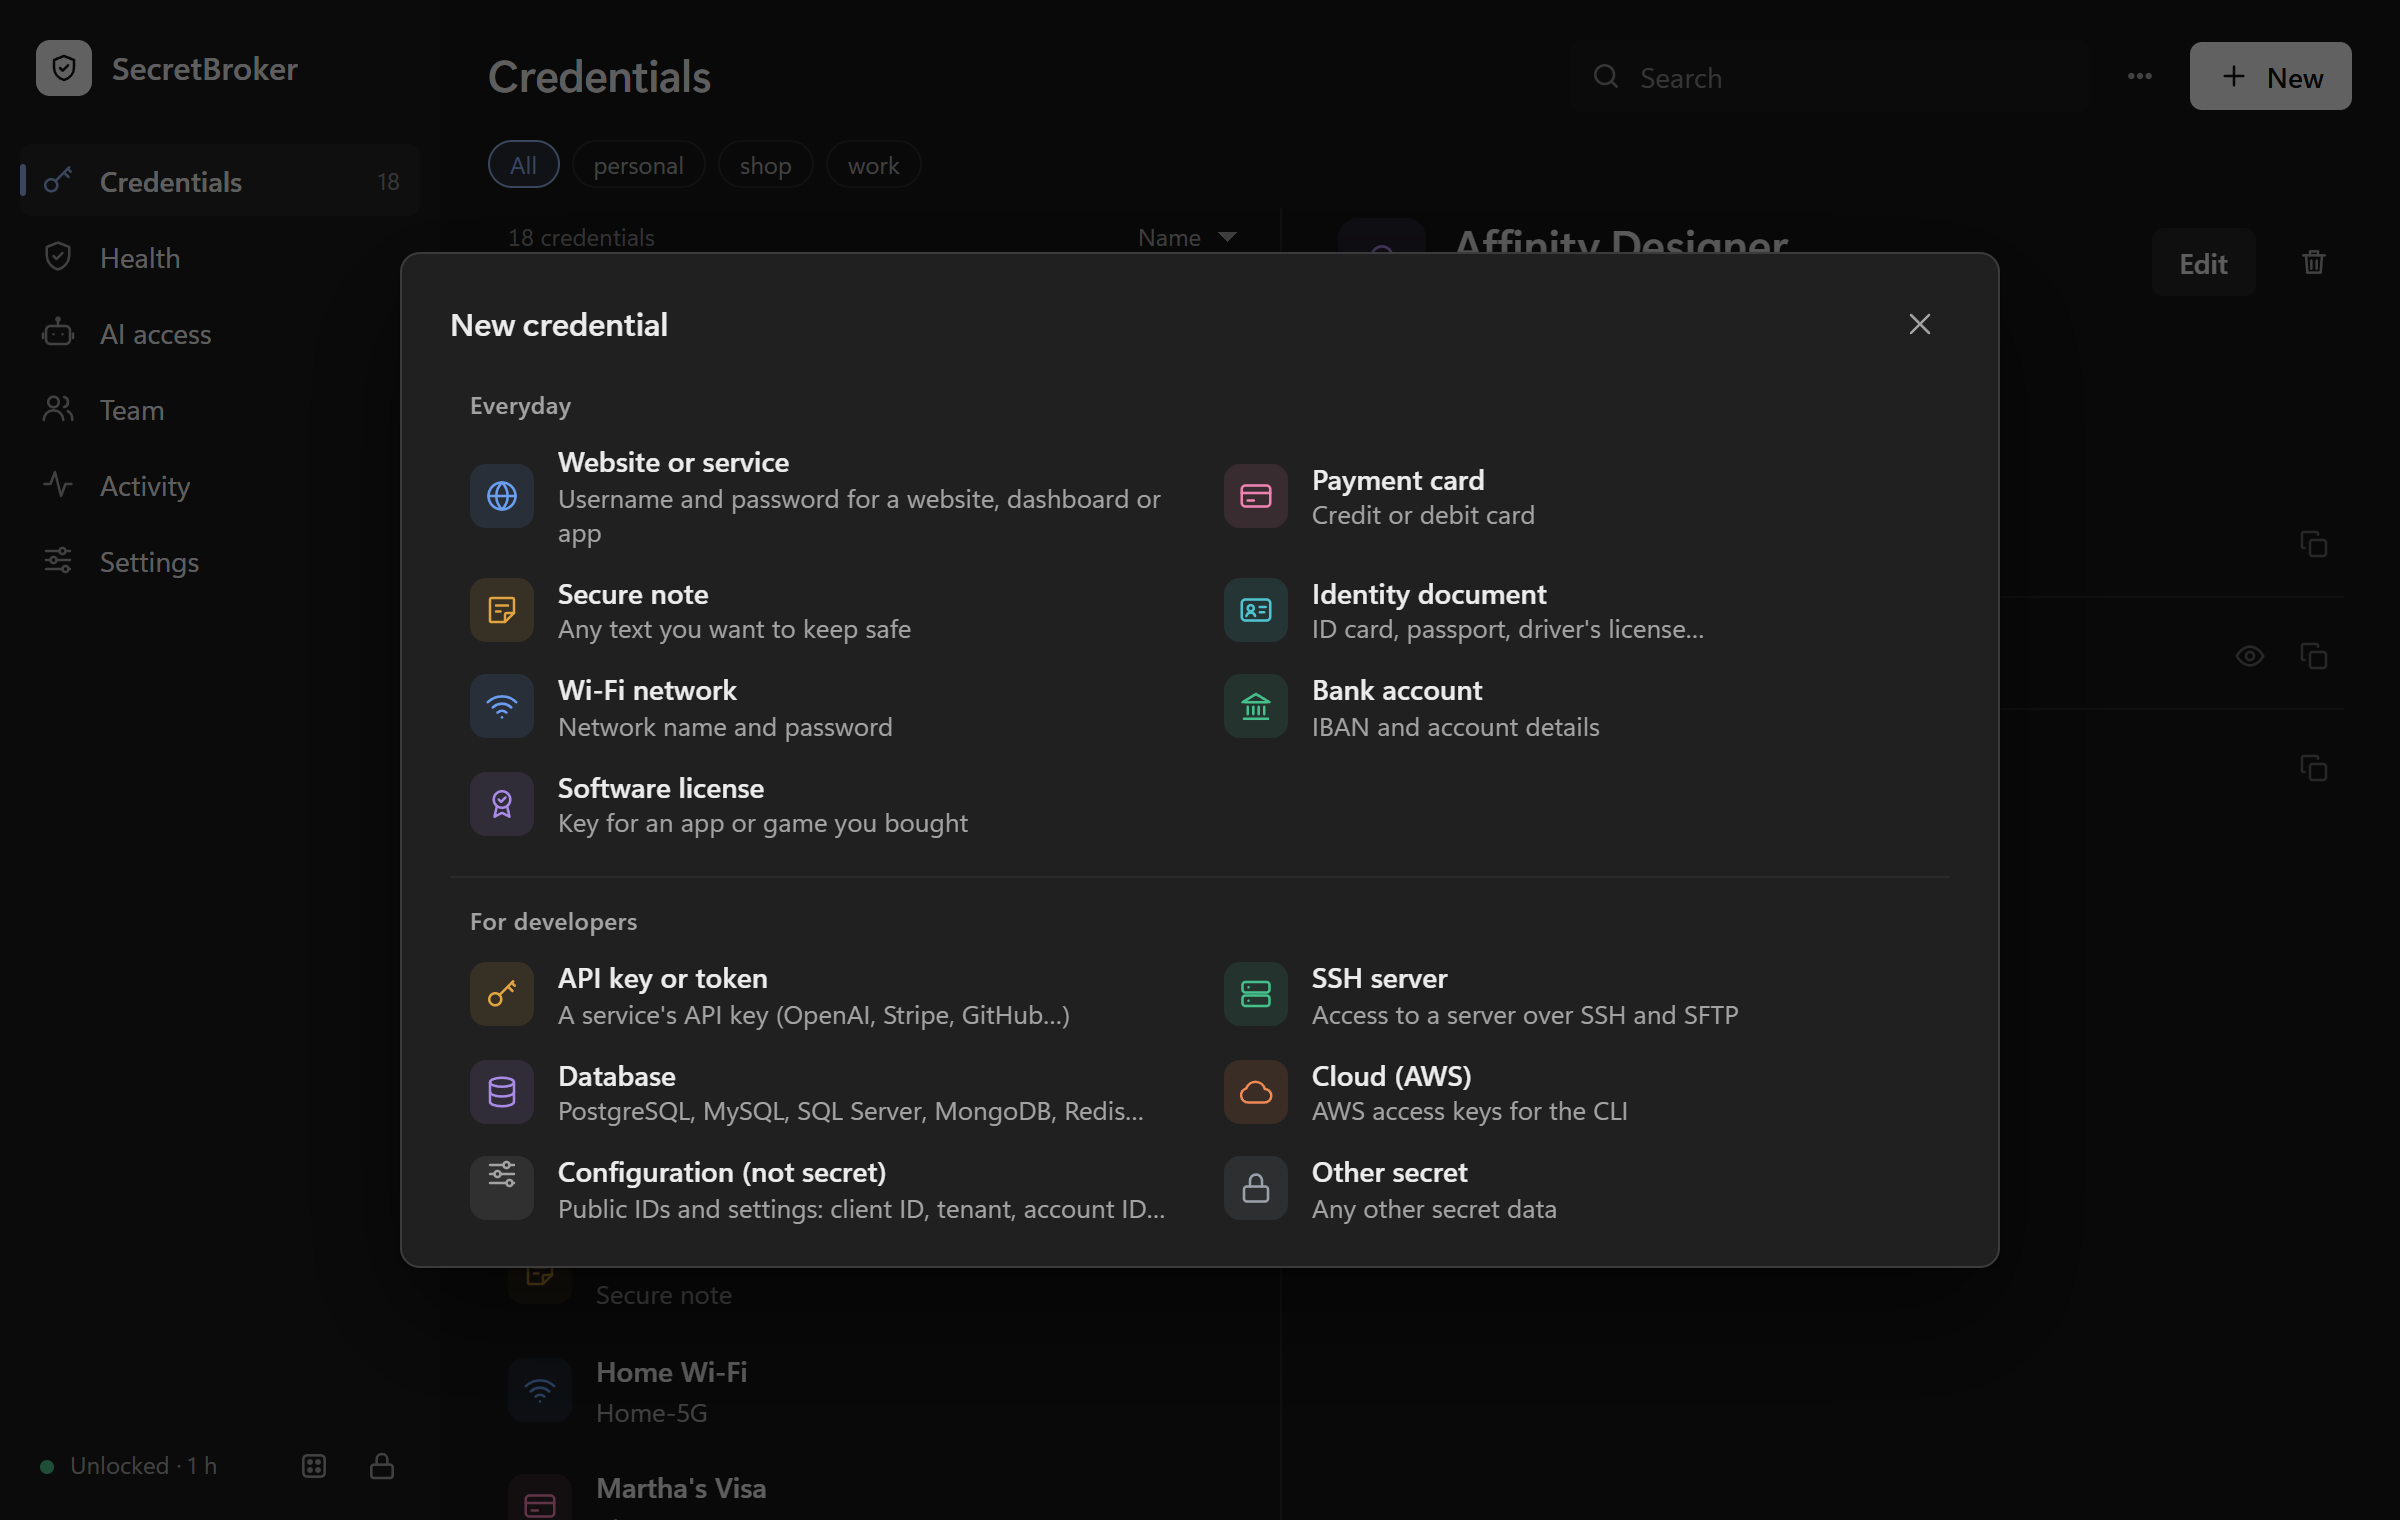 SecretBroker
Credentials
18
Health
AI access
Team
Activity
Settings
Unlocked · 1 h
Credentials
Search
New
All
personal
shop
work
18 credentials
Name
Affinity Designer
Edit
New credential
Everyday
Website or service
Username and password for a website, dashboard or
app
Payment card
Credit or debit card
Secure note
Any text you want to keep safe
Identity document
ID card, passport, driver's license...
Wi-Fi network
Network name and password
Bank account
IBAN and account details
Software license
Key for an app or game you bought
For developers
API key or token
A service's API key (OpenAI, Stripe, GitHub...)
SSH server
Access to a server over SSH and SFTP
Database
PostgreSQL, MySQL, SQL Server, MongoDB, Redis...
Cloud (AWS)
AWS access keys for the CLI
Configuration (not secret)
Public IDs and settings: client ID, tenant, account ID...
Other secret
Any other secret data
Secure note
Home Wi-Fi
Home-5G
Martha's Visa